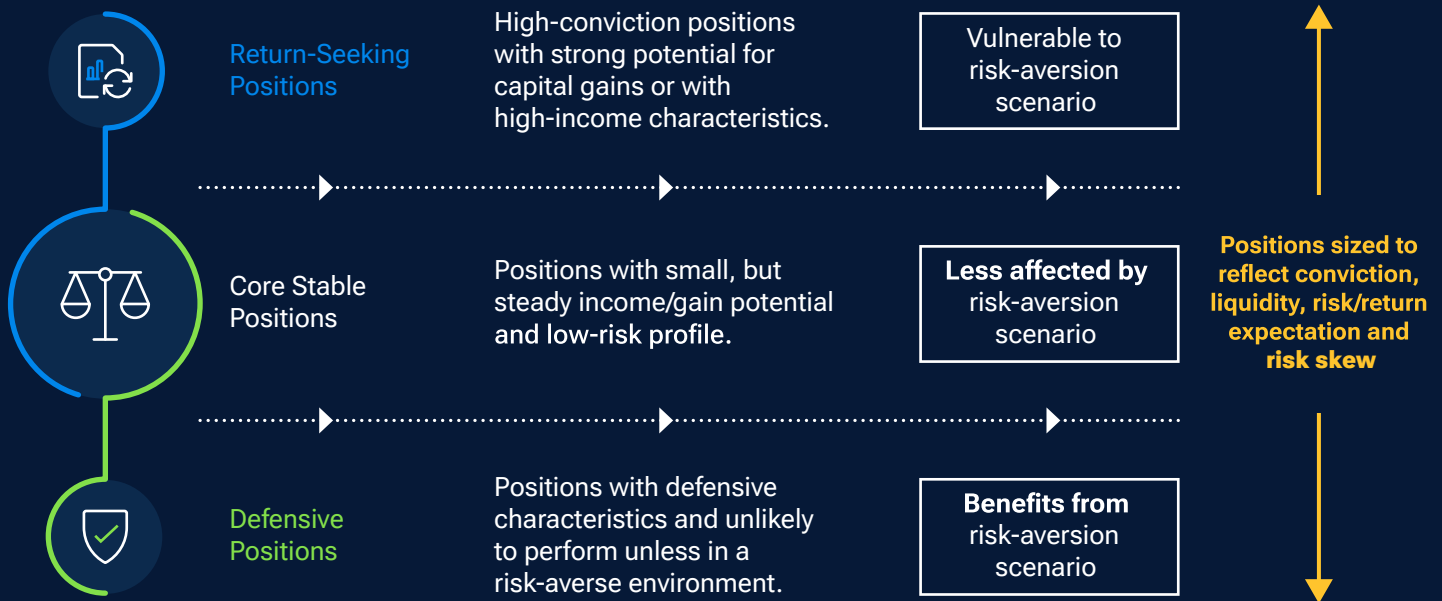 Return-Seeking
Positions
High-conviction positions
with strong potential for
capital gains or with
high-income characteristics.
Vulnerable to
risk-aversion
scenario
Core Stable
Positions
Positions with small, but
steady income/gain potential
and low-risk profile.
Less affected by
risk-aversion
scenario
Positions sized to
reflect conviction,
liquidity, risk/return
expectation and
risk skew
Defensive
Positions
Positions with defensive
characteristics and unlikely
to perform unless in a
risk-averse environment.
Benefits from
risk-aversion
scenario